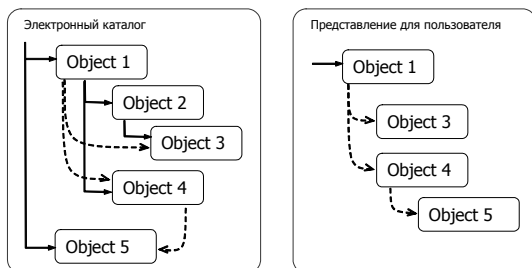 Электронный каталог
Object 1
Object 2
Object 3
Object 4
Object 5
Представление для пользователя
Object 1
Object 3
Object 4
Object 5